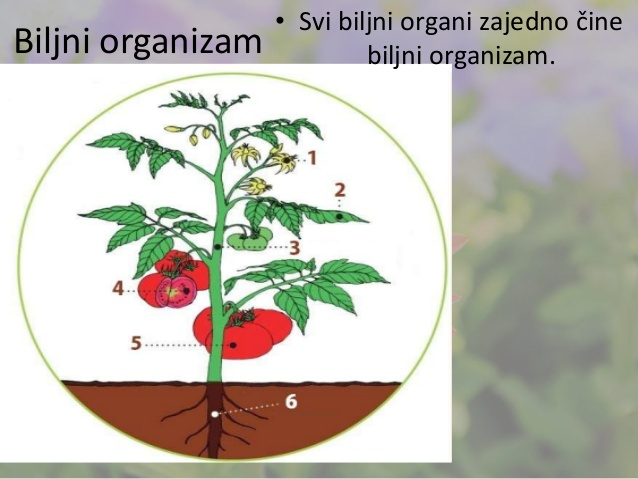 Biljni organizam
• Svi biljni organi zajedno čine
biljni organizam.
1
2
3
4
5
6